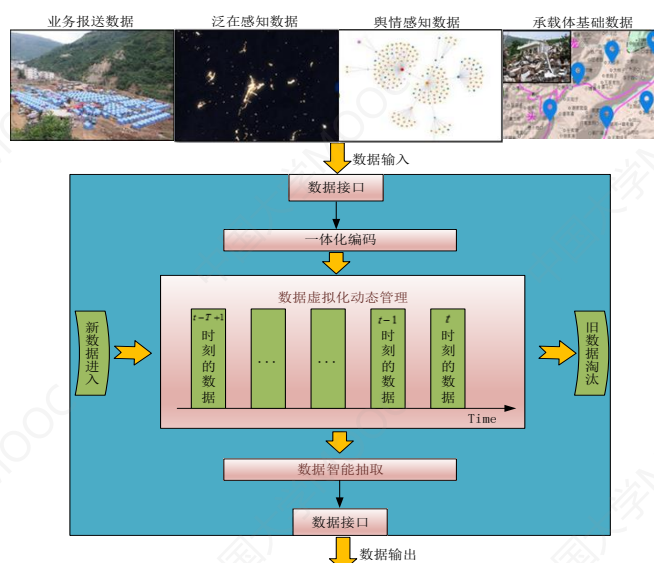 业务报送数据 泛在感知数据 舆情感知数据 承载体基础数据
数据输入
数据接口
一体化编码
数据虚拟化动态管理
新数据进入
t-T+1时刻的数据
...
...
t-1时刻的数据
t时刻的数据
旧数据淘汰
Time
数据智能抽取
数据接口
数据输出